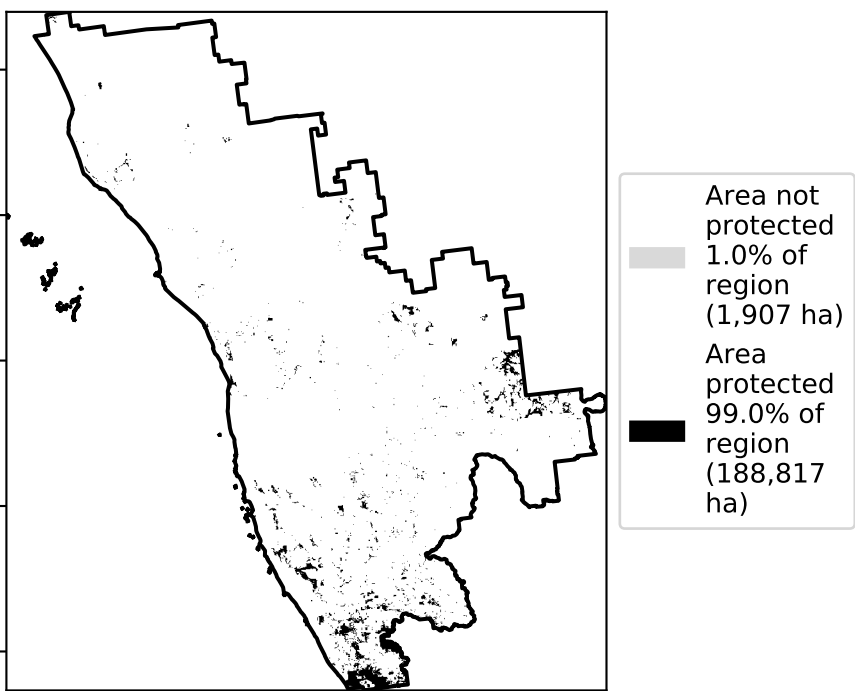 Area not
protected
1.0% of
region
(1,907 ha)
Area
protected
99.0% of
region
(188,817
ha)